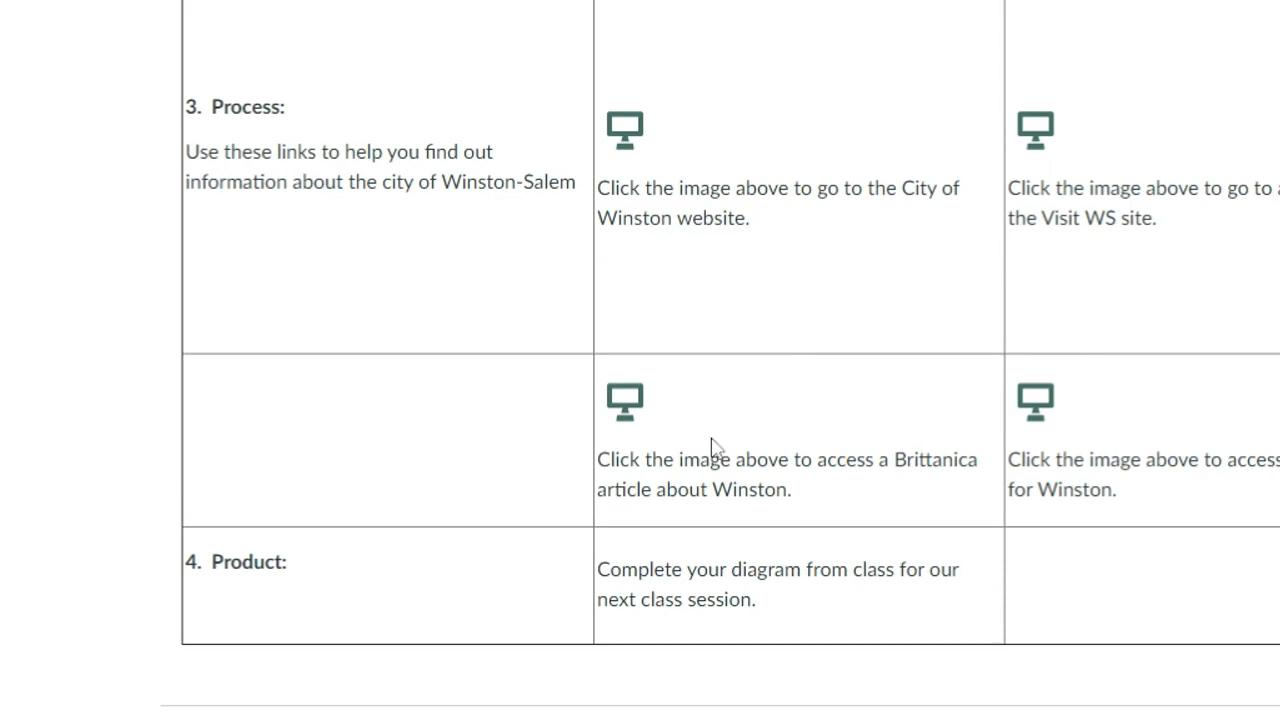 3. Process:
Use these links to help you find out
information about the city of Winston-Salem
Click the image above to go to the City of
Winston website.
Click the image above to go to
the Visit WS site.
Click the image above to access a Brittanica
article about Winston.
Click the image above to access
for Winston.
4. Product:
Complete your diagram from class for our
next class session.